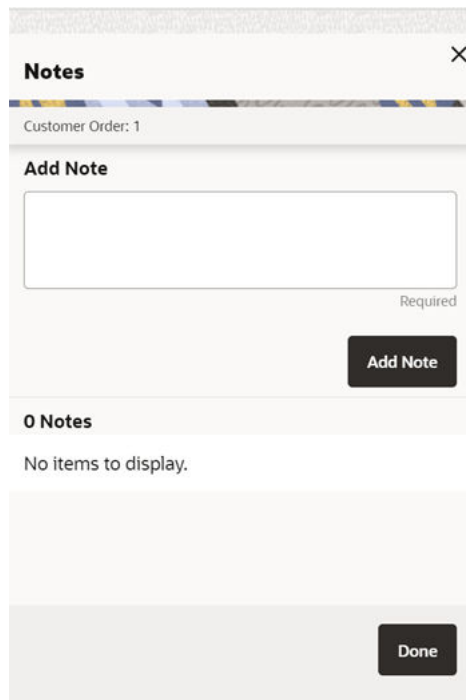 Notes
Customer Order: 1
Add Note
Required
Add Note
0 Notes
No items to display.
Done